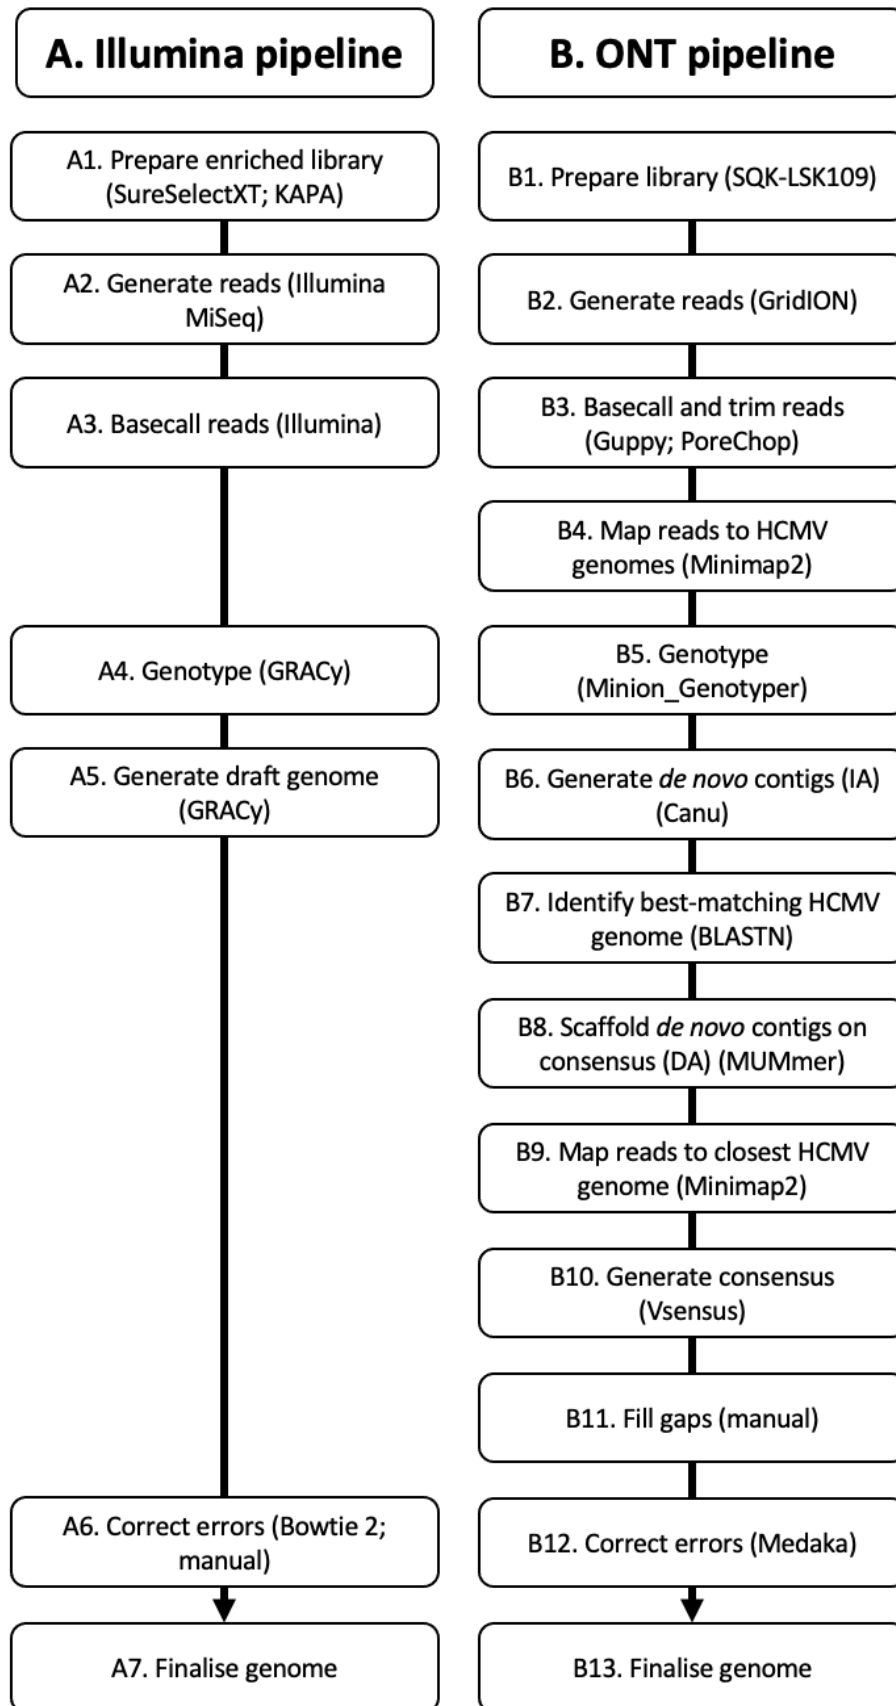 A. Illumina pipeline
A1. Prepare enriched library
(SureSelectXT; KAPA)
A2. Generate reads (Illumina
MiSeq)
A3. Basecall reads (Illumina)
A4. Genotype (GRACy)
A5. Generate draft genome
(GRACy)
A6. Correct errors (Bowtie 2;
manual)
A7. Finalise genome
B. ONT pipeline
B1. Prepare library (SQK-LSK109)
B2. Generate reads (GridION)
B3. Basecall and trim reads
(Guppy; PoreChop)
B4. Map reads to HCMV
genomes (Minimap2)
B5. Genotype
(Minion_Genotyper)
B6. Generate de novo contigs (IA)
(Canu)
B7. Identify best-matching HCMV
genome (BLASTN)
B8. Scaffold de novo contigs on
consensus (DA) (MUMmer)
B9. Map reads to closest HCMV
genome (Minimap2)
B10. Generate consensus
(Vsensus)
B11. Fill gaps (manual)
B12. Correct errors (Medaka)
B13. Finalise genome